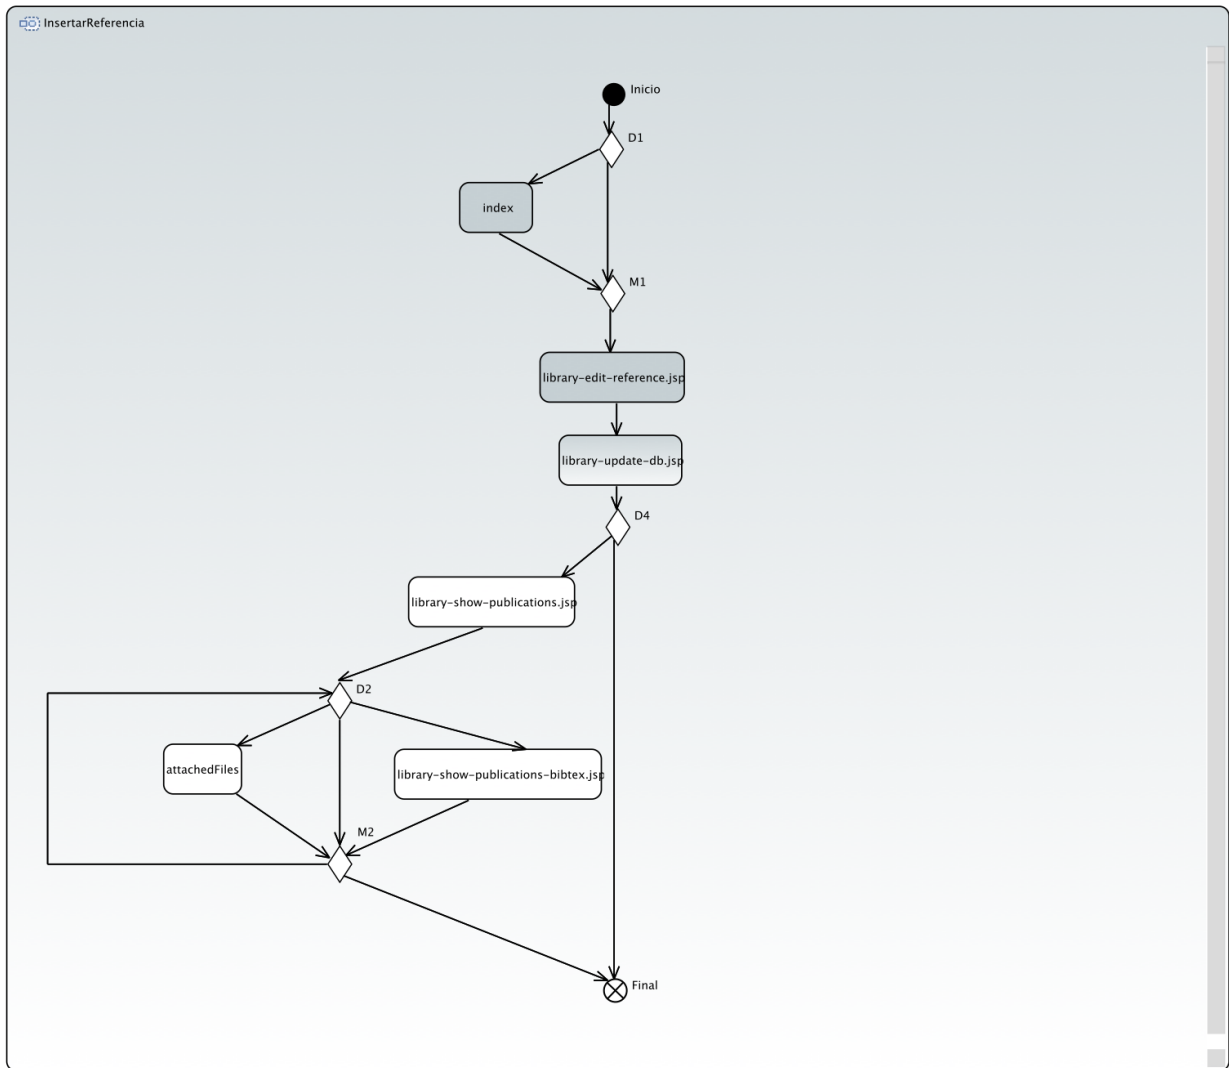 InsertarReferencia
Inicio
D1
index
M1
library-edit-reference.jsp
library-update-db.jsp
D4
library-show-publications.jsp
D2
attachedFiles
library-show-publications-bibtex.jsp
M2
Final